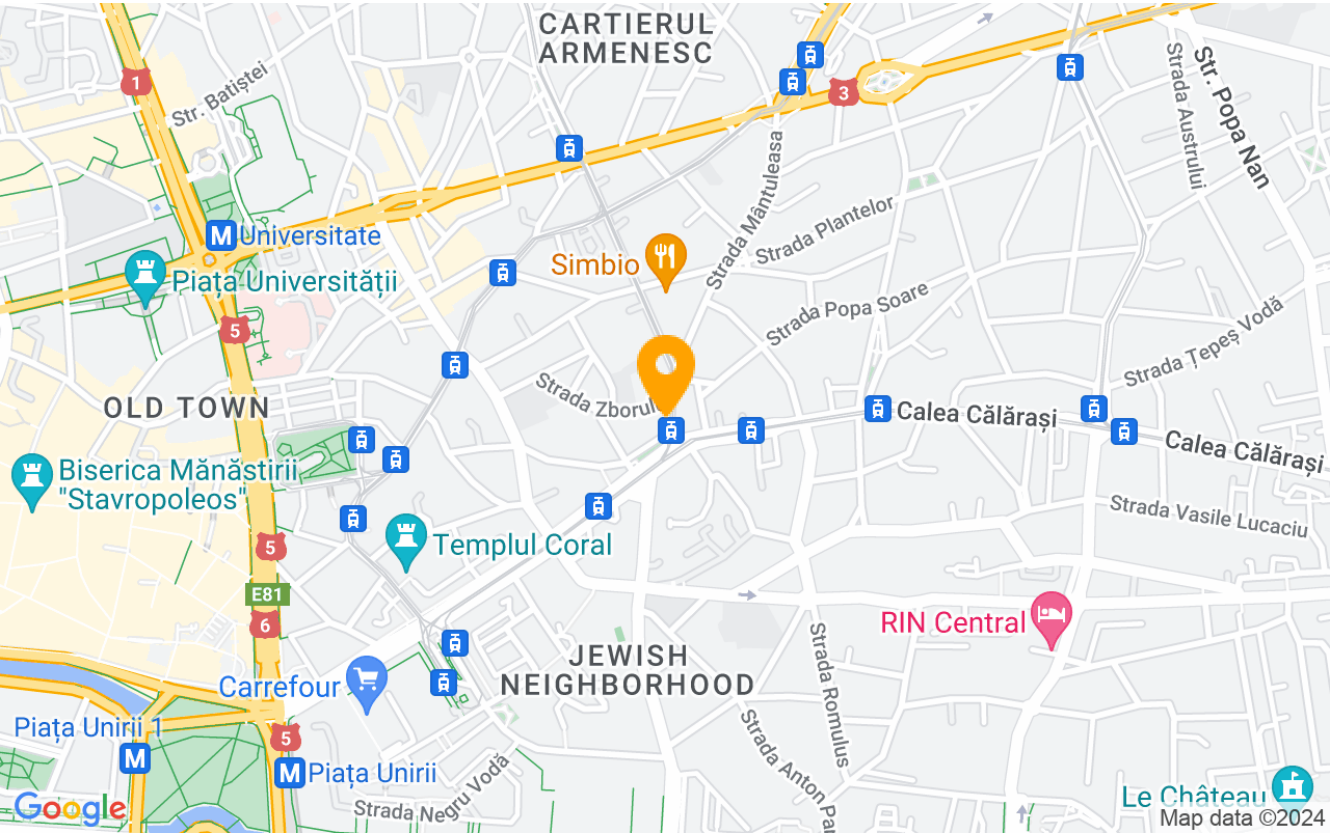 CARTIERUL
ARMENESC
1
Str. Batiștei
3
Strada Austrului
Str. Popa Nan
M Universitate
Piața Universității
Simbio
Strada Mântuleasa
Strada Plantelor
Strada Popa Soare
5
Strada Țepeș Vodă
OLD TOWN
Strada
Calea Călărași
Calea Călărași
Biserica Mănăstirii
"Stavropoleos"
Strada Vasile Lucaciu
5
Templul Coral
E81
6
RIN Central
JEWISH
NEIGHBORHOOD
Strada Romulus
Carrefour
Piața Unirii 1
M
5
M Piața Unirii
Strada Anton
Strada Negru Vodă
Le Château
Google
Map data ©2024